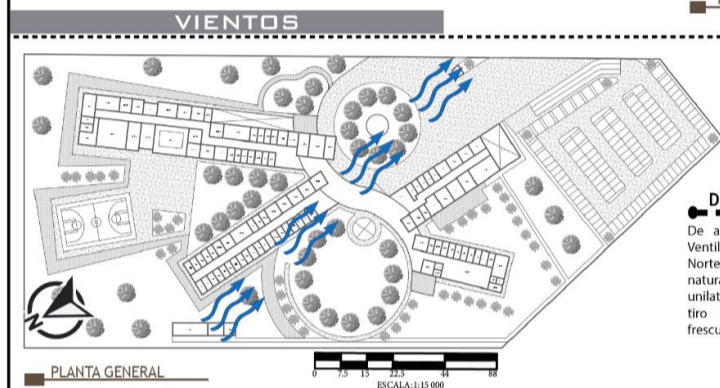 VIENTOS
D
De a
Ventil
Norte
natura
unilat
tiro
frescu
N
PLANTA GENERAL
0 7.5 15 22.5 44 88
ESCALA: 1:15 000